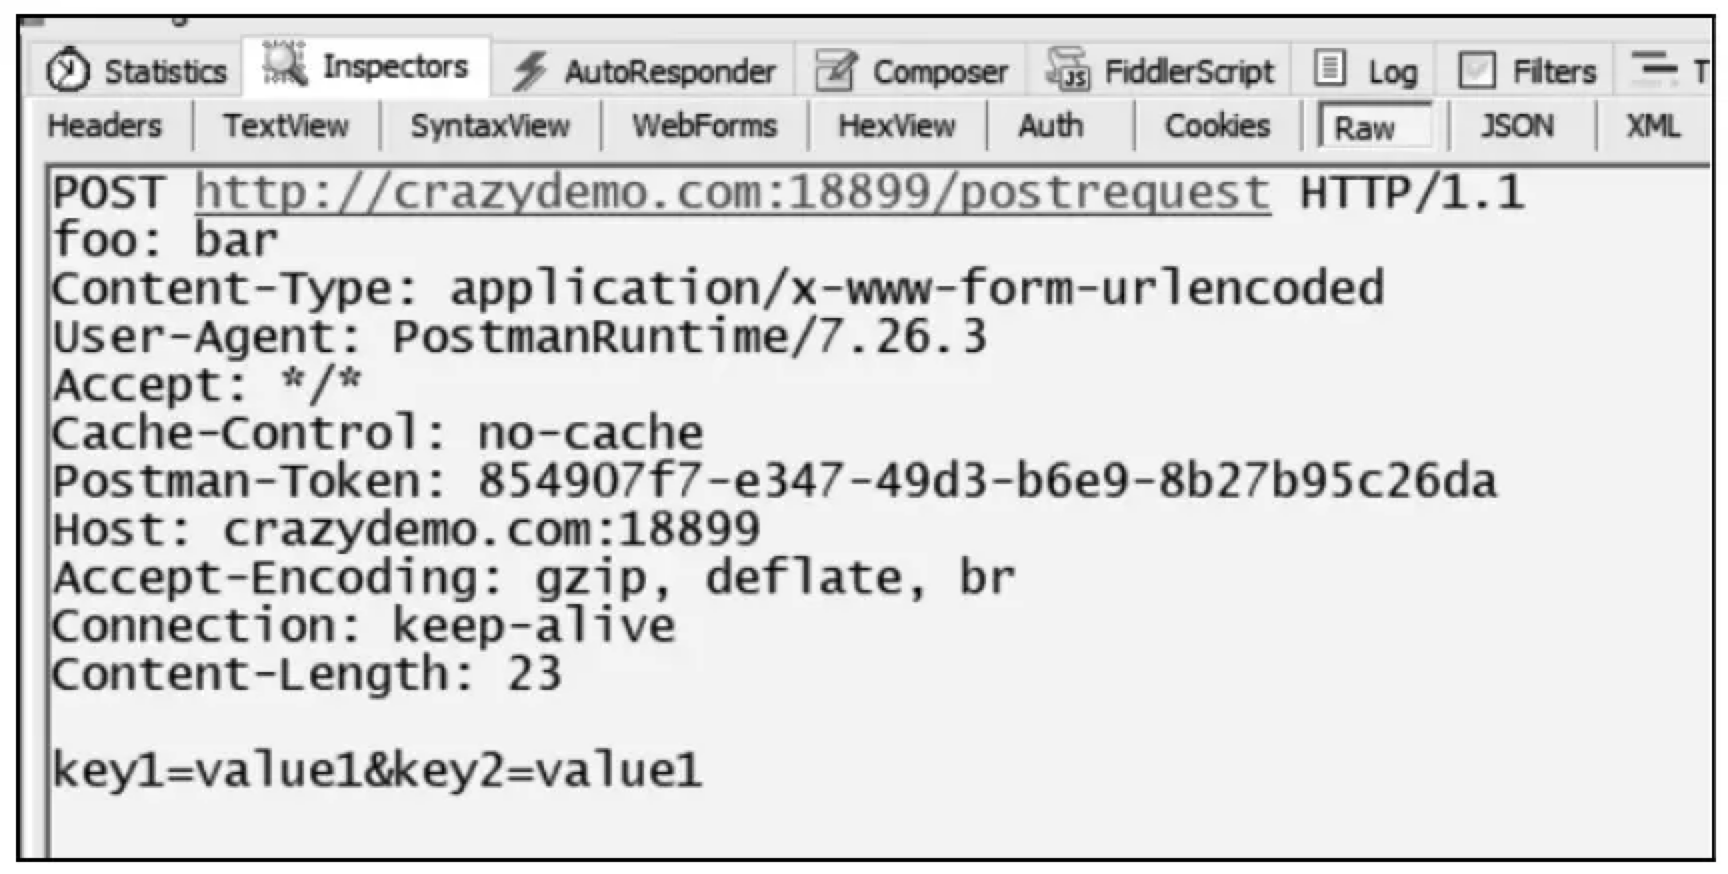 Statistics Inspectors AutoResponder Composer FiddlerScript Log Filters T
Headers TextView SyntaxView WebForms HexView Auth Cookies Raw JSON XML
POST http://crazydemo.com:18899/postrequest HTTP/1.1
foo: bar
Content-Type: application/x-www-form-urlencoded
User-Agent: PostmanRuntime/7.26.3
Accept: */*
Cache-Control: no-cache
Postman-Token: 854907f7-e347-49d3-b6e9-8b27b95c26da
Host: crazydemo.com:18899
Accept-Encoding: gzip, deflate, br
Connection: keep-alive
Content-Length: 23

key1=value1&key2=value1